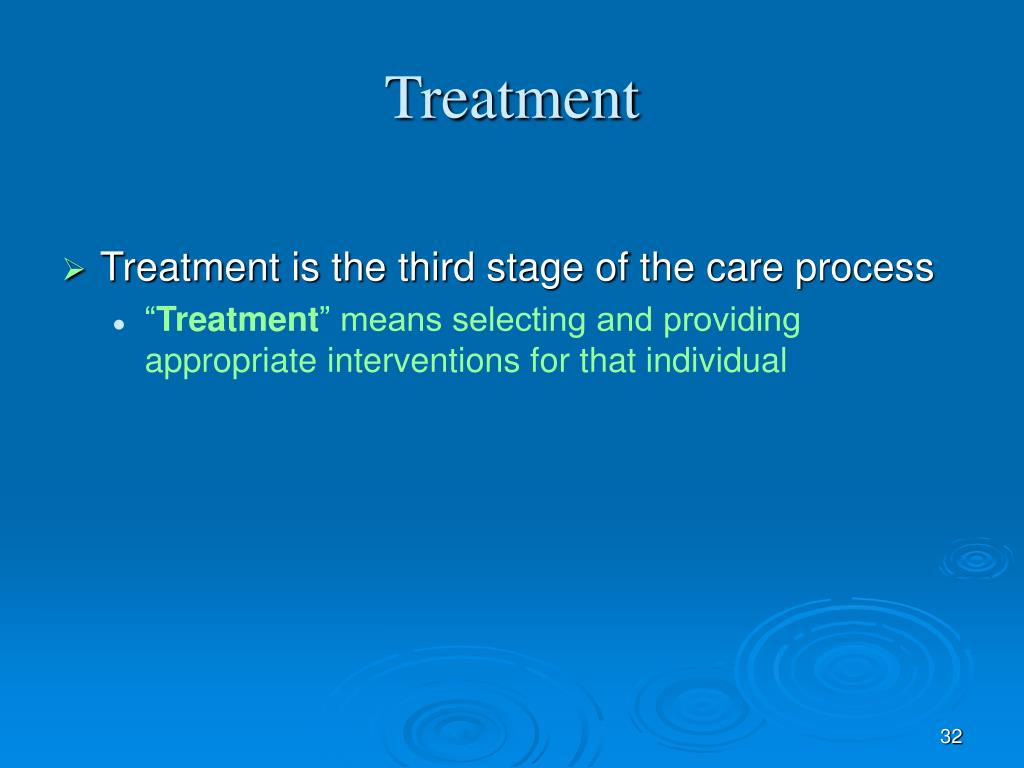 Treatment
Treatment is the third stage of the care process
“Treatment” means selecting and providing
appropriate interventions for that individual
32